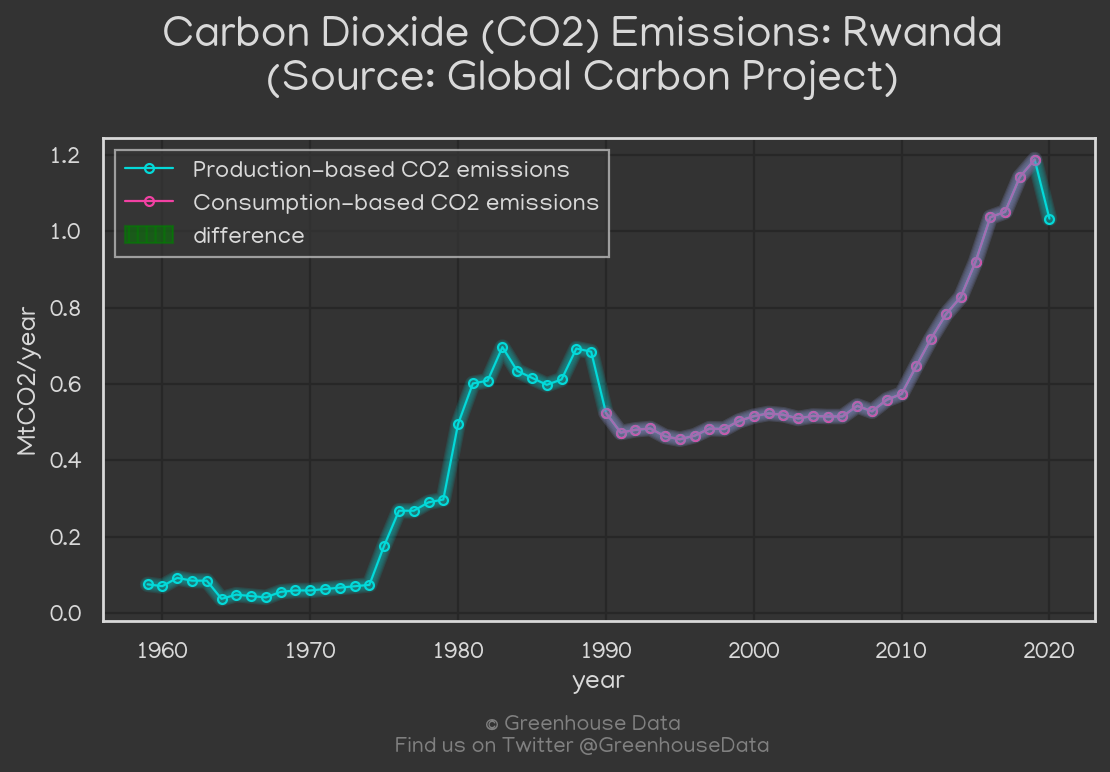 Carbon Dioxide (CO2) Emissions: Rwanda
(Source: Global Carbon Project)
1.2
1.0
0.8
0.6
0.4
0.2
0.0
MtCO2/year
Production-based CO2 emissions
Consumption-based CO2 emissions
difference
1960 1970 1980 1990 2000 2010 2020
year
© Greenhouse Data
Find us on Twitter @GreenhouseData